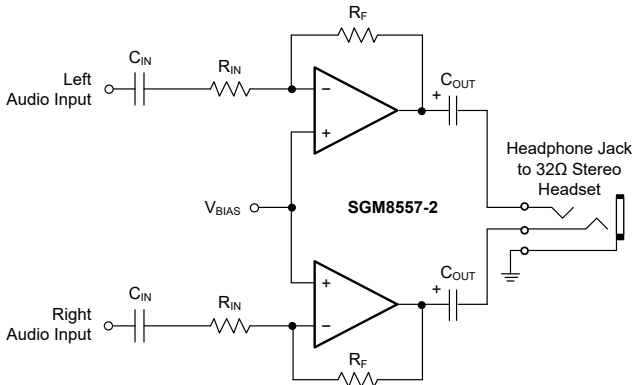 R_F
C_IN
R_IN
Left
Audio Input
−
+
+
C_OUT
Headphone Jack
to 32Ω Stereo
Headset
V_BIAS
SGM8557-2
C_OUT
+
+
−
C_IN
R_IN
Right
Audio Input
R_F